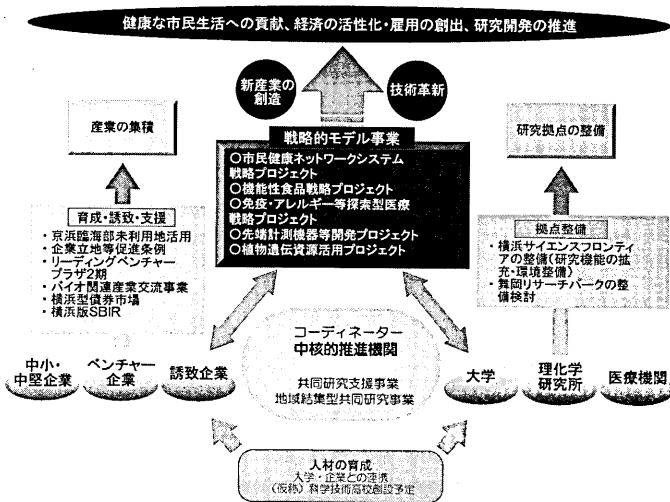 健康な市民生活への貢献、経済の活性化・雇用の創出、研究開発の推進
新産業の
創造
技術革新
産業の集積
研究拠点の整備
戦略的モデル事業
○市民健康ネットワークシステム
戦略プロジェクト
○機能性食品戦略プロジェクト
○免疫・アレルギー等探索型医療
戦略プロジェクト
○先端計測機器等開発プロジェクト
○植物遺伝資源活用プロジェクト
育成・誘致・支援
・京浜臨海部未利用地活用
・企業立地等促進条例
・リーディングベンチャー
プラザ2期
・バイオ関連産業交流事業
・横浜型債券市場
・横浜版SBIR
拠点整備
・横浜サイエンスフロンティ
アの整備(研究機能の拡
充・環境整備)
・舞岡リサーチパークの整
備検討
コーディネーター
中核的推進機関
共同研究支援事業
地域結集型共同研究事業
中小・
中堅企業
ベンチャー
企業
誘致企業
大学
理化学
研究所
医療機関
人材の育成
大学・企業との連携
(仮称)科学技術高校創設予定